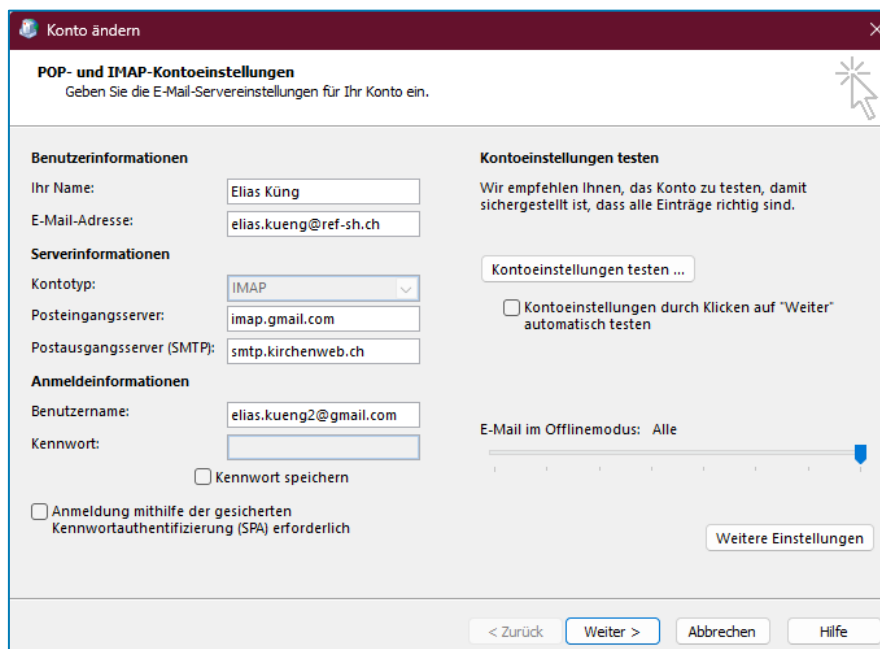 Konto ändern
POP- und IMAP-Kontoeinstellungen
Geben Sie die E-Mail-Servereinstellungen für Ihr Konto ein.
Benutzerinformationen
Ihr Name:
Elias Küng
E-Mail-Adresse:
elias.kueng@ref-sh.ch
Serverinformationen
Kontotyp:
IMAP
Posteingangsserver:
imap.gmail.com
Postausgangsserver (SMTP):
smtp.kirchenweb.ch
Anmeldeinformationen
Benutzername:
elias.kueng2@gmail.com
Kennwort:
Kennwort speichern
Anmeldung mithilfe der gesicherten
Kennwortauthentifizierung (SPA) erforderlich
Kontoeinstellungen testen
Wir empfehlen Ihnen, das Konto zu testen, damit
sichergestellt ist, dass alle Einträge richtig sind.
Kontoeinstellungen testen ...
Kontoeinstellungen durch Klicken auf "Weiter"
automatisch testen
E-Mail im Offlinemodus: Alle
Weitere Einstellungen
< Zurück
Weiter >
Abbrechen
Hilfe